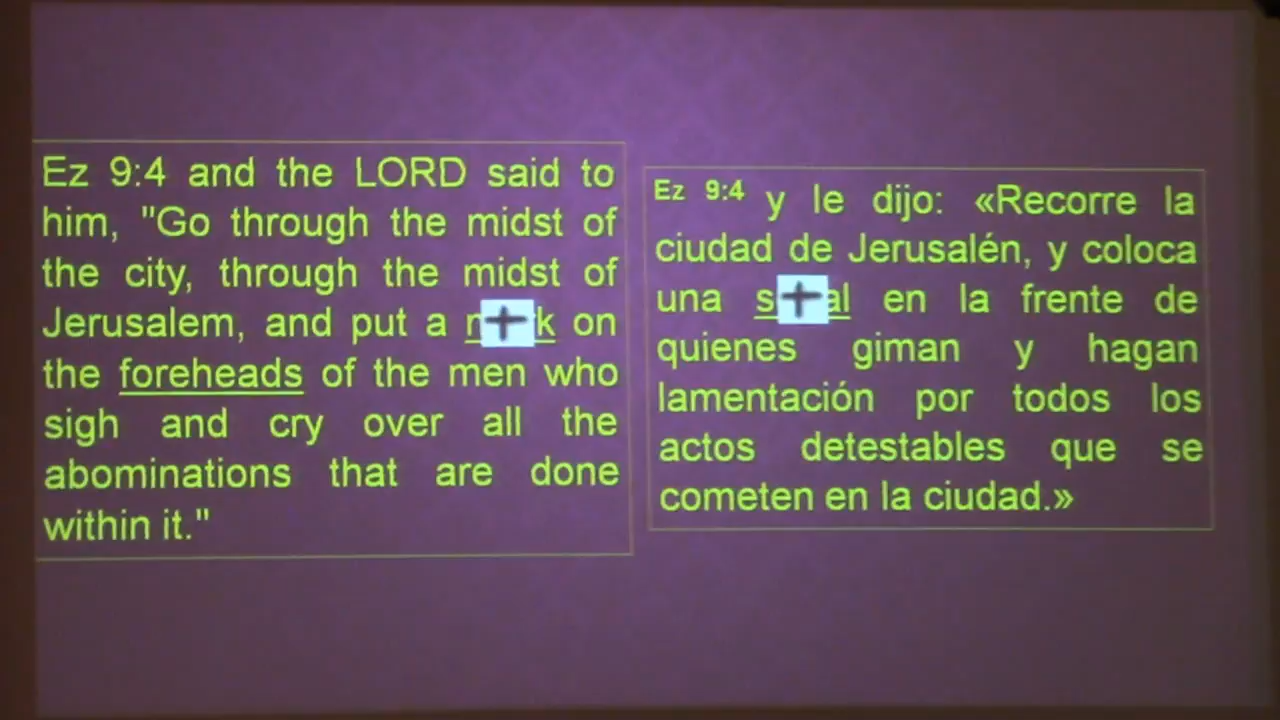 Ez 9:4 and the LORD said to
him, "Go through the midst of
the city, through the midst of
Jerusalem, and put a on
the foreheads of the men who
sigh and cry over all the
abominations that are done
within it."
Ez 9:4 y le dijo: «Recorre la
ciudad de Jerusalén, y coloca
una en la frente de
quienes giman y hagan
lamentación por todos los
actos detestables que se
cometen en la ciudad.»